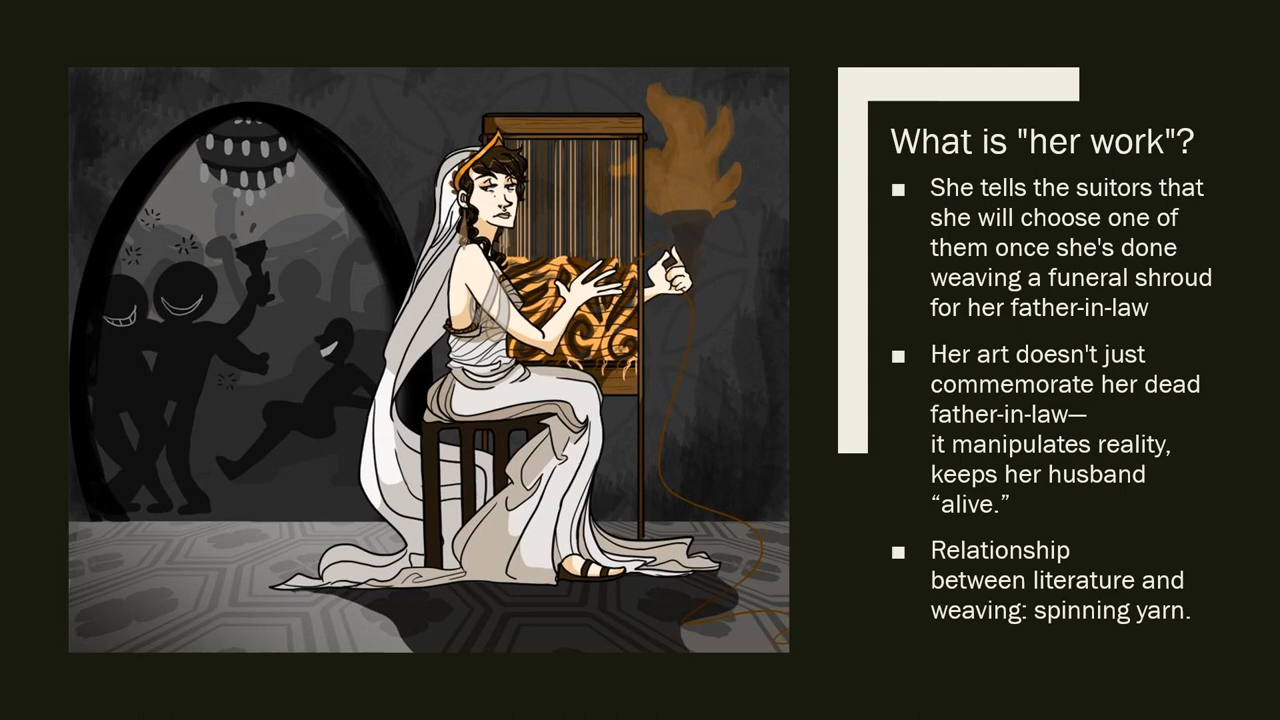 What is "her work"?
■ She tells the suitors that
she will choose one of
them once she's done
weaving a funeral shroud
for her father-in-law
■ Her art doesn't just
commemorate her dead
father-in-law—
it manipulates reality,
keeps her husband
“alive.”
■ Relationship
between literature and
weaving: spinning yarn.